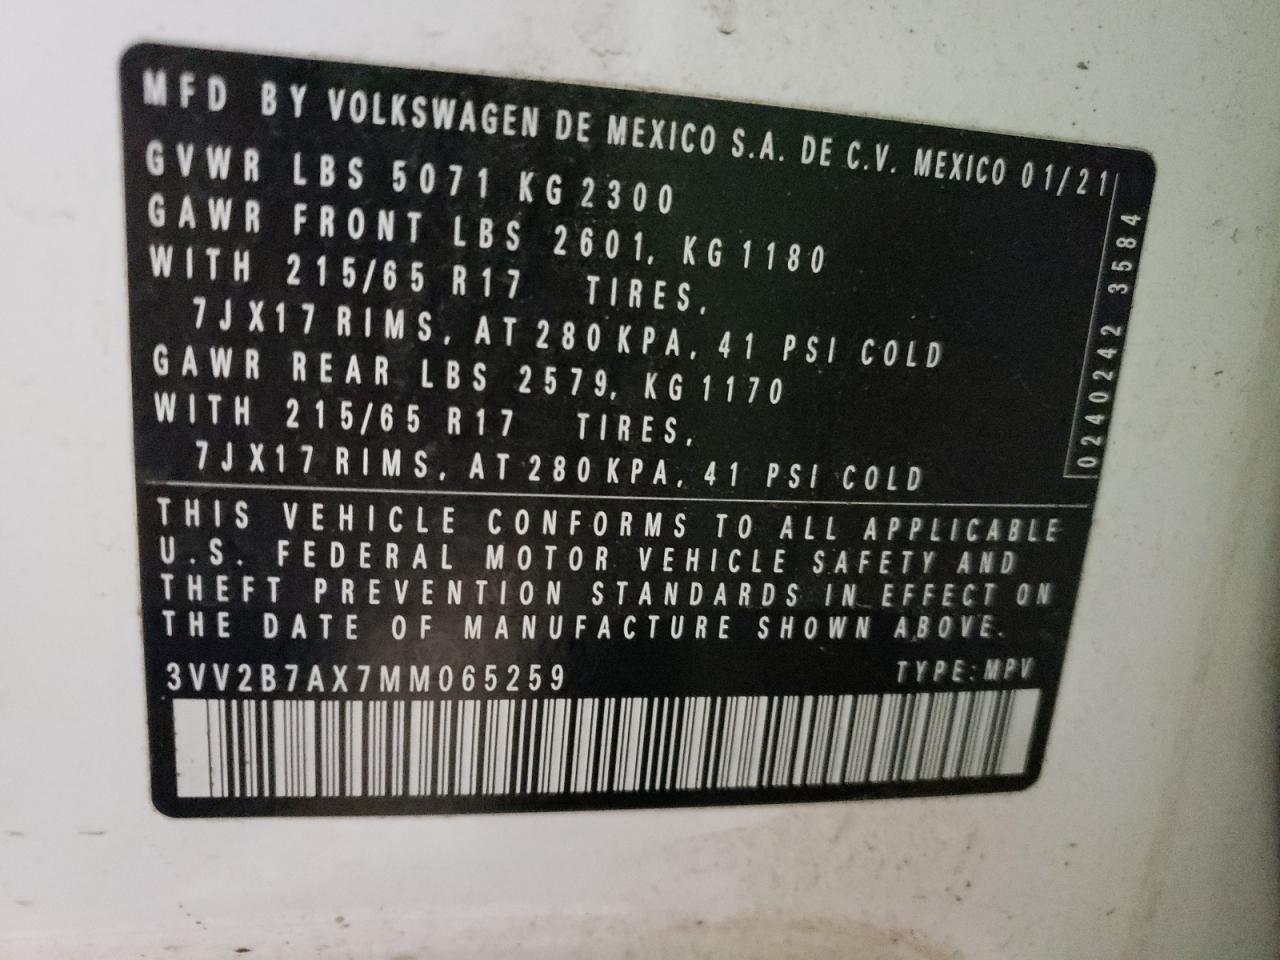 MFD BY VOLKSWAGEN DE MEXICO S.A. DE C.V. MEXICO 01/21
GVWR LBS 5071 KG 2300
GAWR FRONT LBS 2601, KG 1180
WITH 215/65 R17 TIRES,
7JX17 RIMS, AT 280 KPA, 41 PSI COLD
GAWR REAR LBS 2579, KG 1170
WITH 215/65 R17 TIRES,
7JX17 RIMS, AT 280 KPA, 41 PSI COLD
0240242 3584
THIS VEHICLE CONFORMS TO ALL APPLICABLE
U.S. FEDERAL MOTOR VEHICLE SAFETY AND
THEFT PREVENTION STANDARDS IN EFFECT ON
THE DATE OF MANUFACTURE SHOWN ABOVE.
3VV2B7AX7MM065259 TYPE: MPV